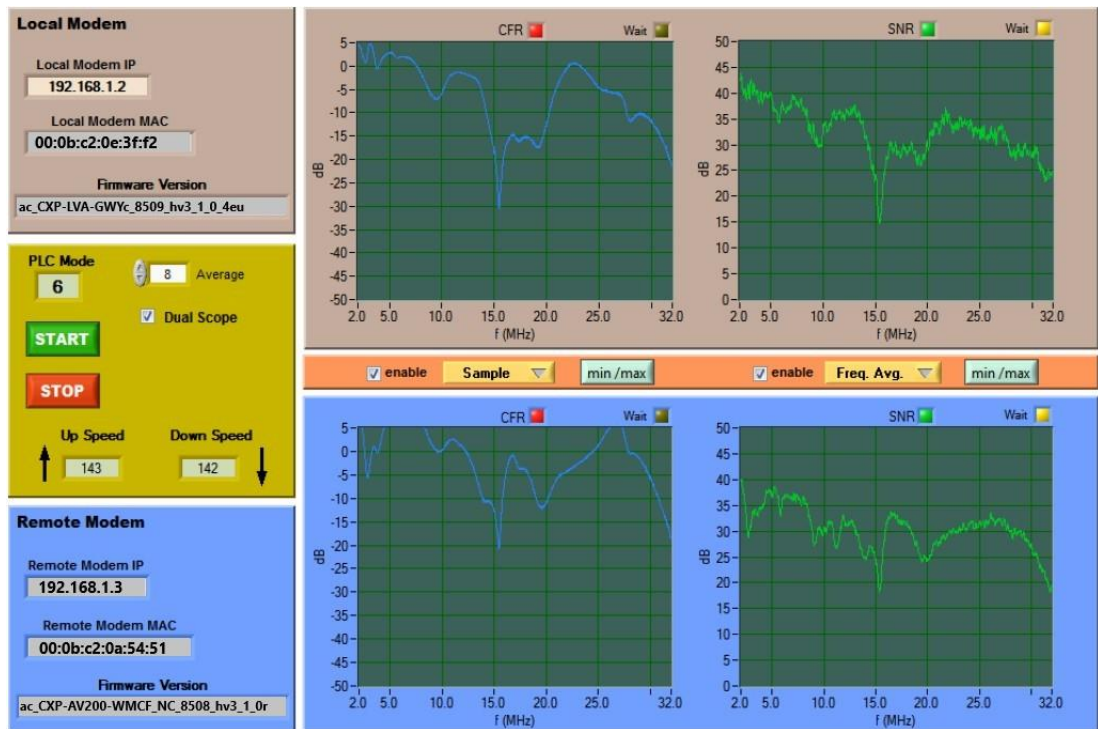 Local Modem
Local Modem IP
192.168.1.2
Local Modem MAC
00:0b:c2:0e:3f:f2
Firmware Version
ac_CXP-LVA-GWYc_8509_hv3_1_0_4eu
PLC Mode
6
8 Average
Dual Scope
START
STOP
Up Speed Down Speed
143 142
Remote Modem
Remote Modem IP
192.168.1.3
Remote Modem MAC
00:0b:c2:0a:54:51
Firmware Version
ac_CXP-AV200-WMCF_NC_8508_hv3_1_0r
CFR Wait
dB
5
0
-5
-10
-15
-20
-25
-30
-35
-40
-45
-50
2.0 5.0 10.0 15.0 20.0 25.0 32.0
f (MHz)
SNR Wait
dB
50
45
40
35
30
25
20
15
10
5
0
2.0 5.0 10.0 15.0 20.0 25.0 32.0
f (MHz)
enable Sample min /max enable Freq. Avg. min /max
CFR Wait
dB
5
0
-5
-10
-15
-20
-25
-30
-35
-40
-45
-50
2.0 5.0 10.0 15.0 20.0 25.0 32.0
f (MHz)
SNR Wait
dB
50
45
40
35
30
25
20
15
10
5
0
2.0 5.0 10.0 15.0 20.0 25.0 32.0
f (MHz)